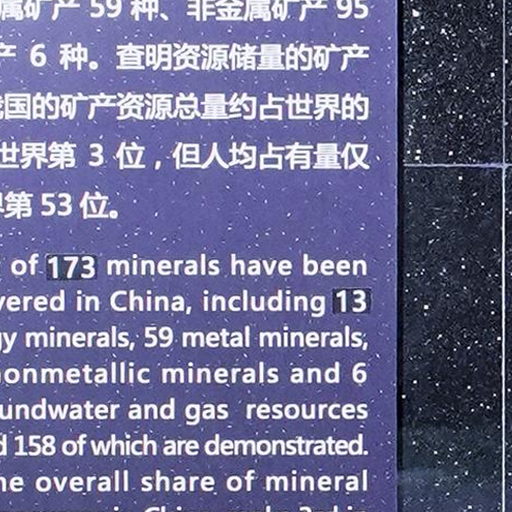 属矿产 59 种、非金属矿产 95
产 6 种。查明资源储量的矿产
国的矿产资源总量约占世界的
世界第 3 位，但人均占有量仅
第 53 位。
of 173 minerals have been
vered in China, including 13
gy minerals, 59 metal minerals,
nonmetallic minerals and 6
undwater and gas resources
d 158 of which are demonstrated.
he overall share of mineral